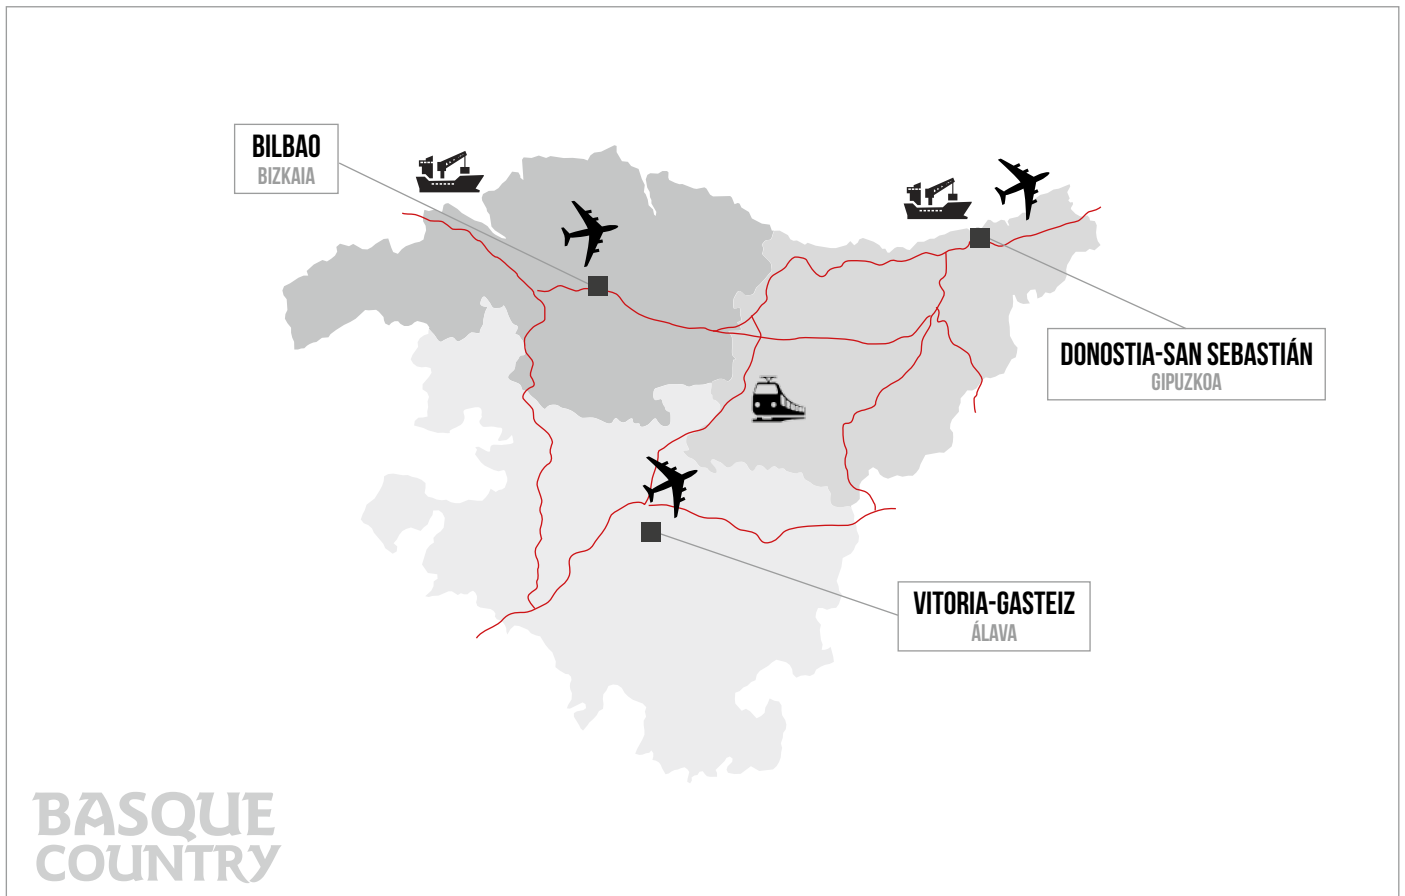 BILBAO
BIZKAIA
DONOSTIA-SAN SEBASTIÁN
GIPUZKOA
VITORIA-GASTEIZ
ÁLAVA
BASQUE
COUNTRY